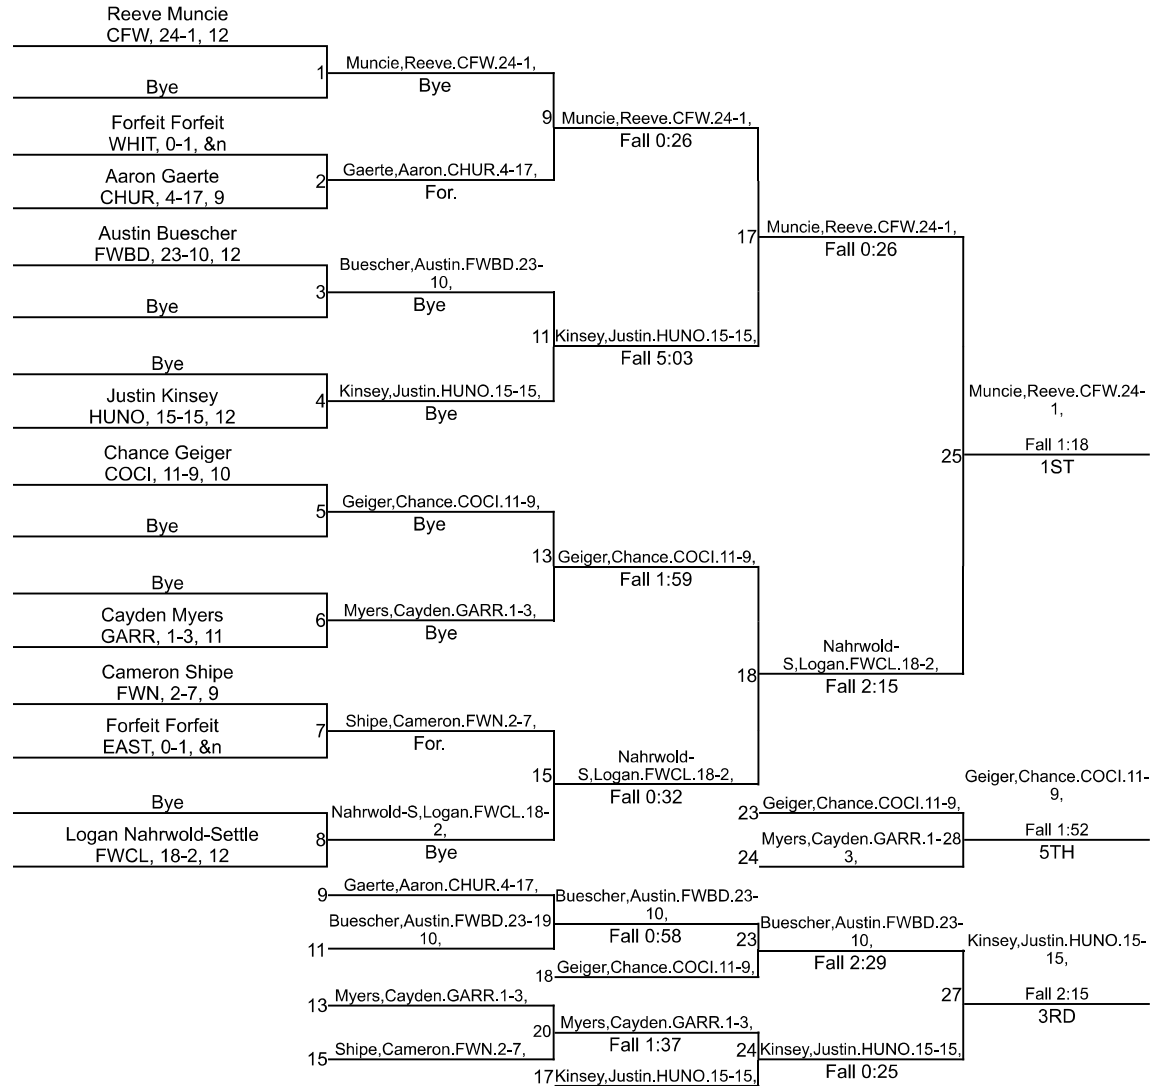 Reeve Muncie
CFW, 24-1, 12
Bye
1
Muncie,Reeve.CFW.24-1,
Bye
Forfeit Forfeit
WHIT, 0-1, &n
Aaron Gaerte
CHUR, 4-17, 9
2
Gaerte,Aaron.CHUR.4-17,
For.
9
Muncie,Reeve.CFW.24-1,
Fall 0:26
Austin Buescher
FWBD, 23-10, 12
Bye
3
Buescher,Austin.FWBD.23-
10,
Bye
Bye
Justin Kinsey
HUNO, 15-15, 12
4
Kinsey,Justin.HUNO.15-15,
Bye
11
Kinsey,Justin.HUNO.15-15,
Fall 5:03
17
Muncie,Reeve.CFW.24-1,
Fall 0:26
Chance Geiger
COCI, 11-9, 10
Bye
5
Geiger,Chance.COCI.11-9,
Bye
Bye
Cayden Myers
GARR, 1-3, 11
6
Myers,Cayden.GARR.1-3,
Bye
13
Geiger,Chance.COCI.11-9,
Fall 1:59
Cameron Shipe
FWN, 2-7, 9
Forfeit Forfeit
EAST, 0-1, &n
7
Shipe,Cameron.FWN.2-7,
For.
Bye
Logan Nahrwold-Settle
FWCL, 18-2, 12
8
Nahrwold-S,Logan.FWCL.18-
2,
Bye
15
Nahrwold-
S,Logan.FWCL.18-2,
Fall 0:32
18
Nahrwold-
S,Logan.FWCL.18-2,
Fall 2:15
25
Muncie,Reeve.CFW.24-
1,
Fall 1:18
1ST
23
Geiger,Chance.COCI.11-9,
24
Myers,Cayden.GARR.1-28
3,
Geiger,Chance.COCI.11-
9,
Fall 1:52
5TH
9
Gaerte,Aaron.CHUR.4-17,
11
Buescher,Austin.FWBD.23-19
10,
Buescher,Austin.FWBD.23-
10,
Fall 0:58
18
Geiger,Chance.COCI.11-9,
23
Buescher,Austin.FWBD.23-
10,
Fall 2:29
13
Myers,Cayden.GARR.1-3,
15
Shipe,Cameron.FWN.2-7,
20
Myers,Cayden.GARR.1-3,
Fall 1:37
17
Kinsey,Justin.HUNO.15-15,
24
Kinsey,Justin.HUNO.15-15,
Fall 0:25
27
Kinsey,Justin.HUNO.15-
15,
Fall 2:15
3RD